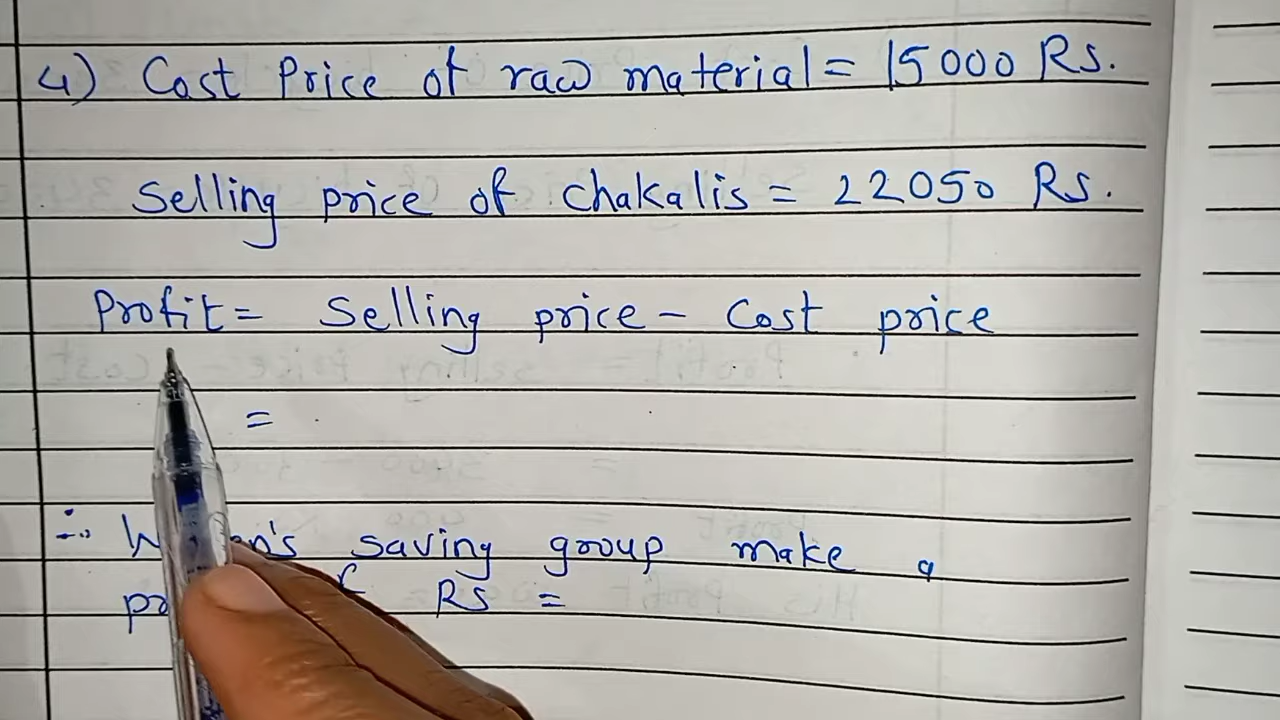 4) Cost Price of raw material = 15000 Rs.
Selling price of chakalis = 22050 Rs.
Profit = Selling price - Cost price
=
∴ saving group make a
Rs =